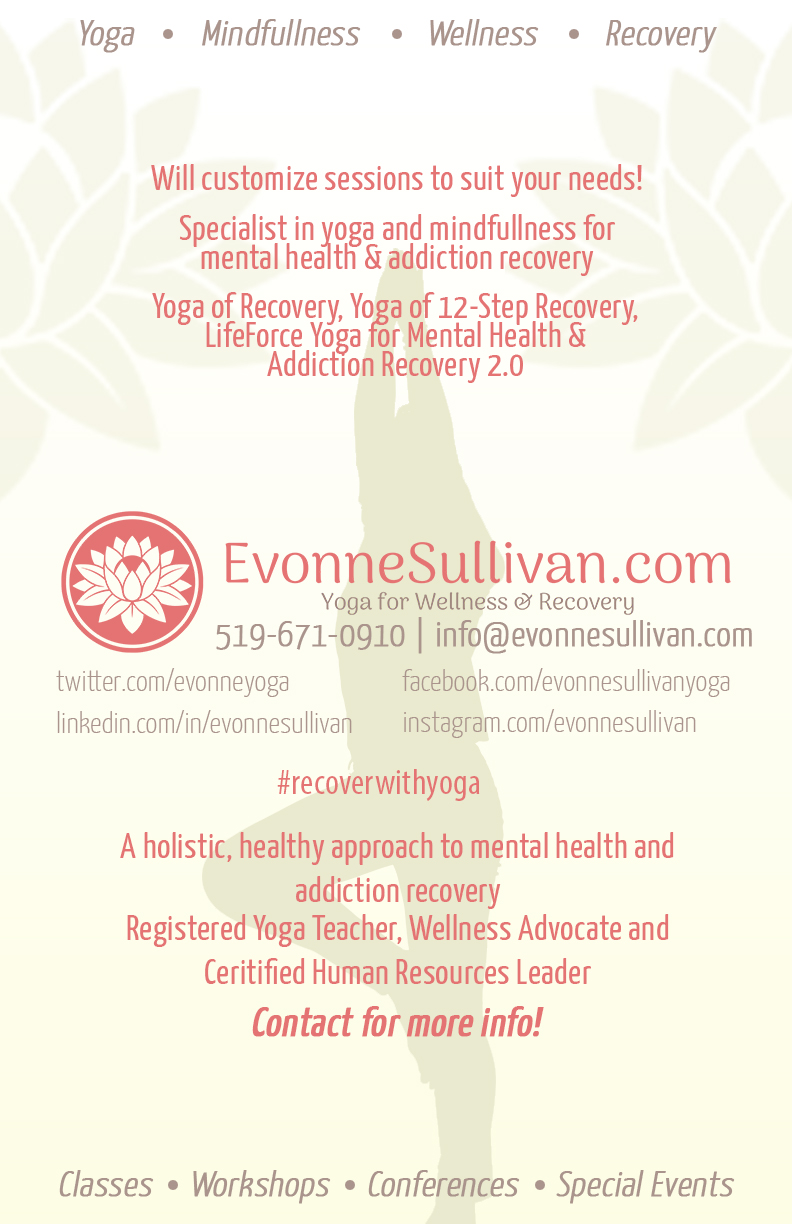 Yoga • Mindfullness • Wellness • Recovery
Will customize sessions to suit your needs!
Specialist in yoga and mindfullness for
mental health & addiction recovery
Yoga of Recovery, Yoga of 12-Step Recovery,
LifeForce Yoga for Mental Health &
Addiction Recovery 2.0
EvonneSullivan.com
Yoga for Wellness & Recovery
519-671-0910 | info@evonnesullivan.com
twitter.com/evonneyoga facebook.com/evonnesullivanyoga
linkedin.com/in/evonnesullivan instagram.com/evonnesullivan
#recoverwithyoga
A holistic, healthy approach to mental health and
addiction recovery
Registered Yoga Teacher, Wellness Advocate and
Ceritified Human Resources Leader
Contact for more info!
Classes • Workshops • Conferences • Special Events